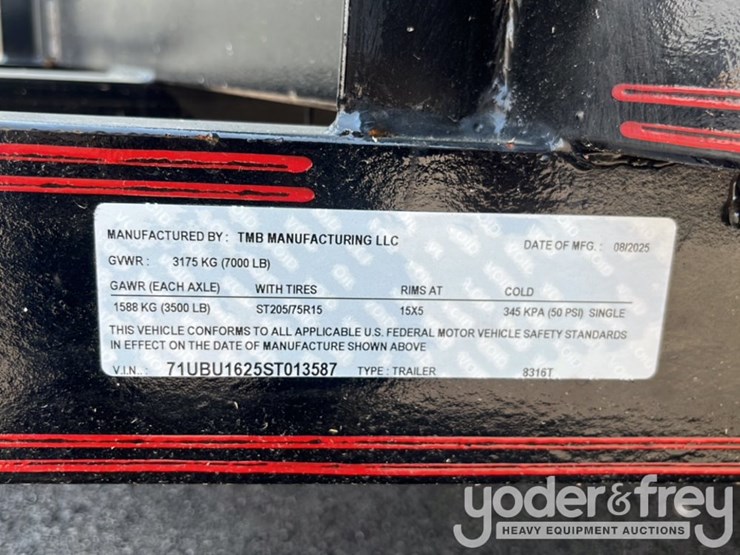 MANUFACTURED BY : TMB MANUFACTURING LLC DATE OF MFG. : 08/2025
GVWR : 3175 KG (7000 LB)
GAWR (EACH AXLE) WITH TIRES RIMS AT COLD
1588 KG (3500 LB) ST205/75R15 15X5 345 KPA (50 PSI) SINGLE
THIS VEHICLE CONFORMS TO ALL APPLICABLE U.S. FEDERAL MOTOR VEHICLE SAFETY STANDARDS
IN EFFECT ON THE DATE OF MANUFACTURE SHOWN ABOVE
V.I.N.. : 71UBU1625ST013587 TYPE : TRAILER 8316T
yoder&frey
HEAVY EQUIPMENT AUCTIONS